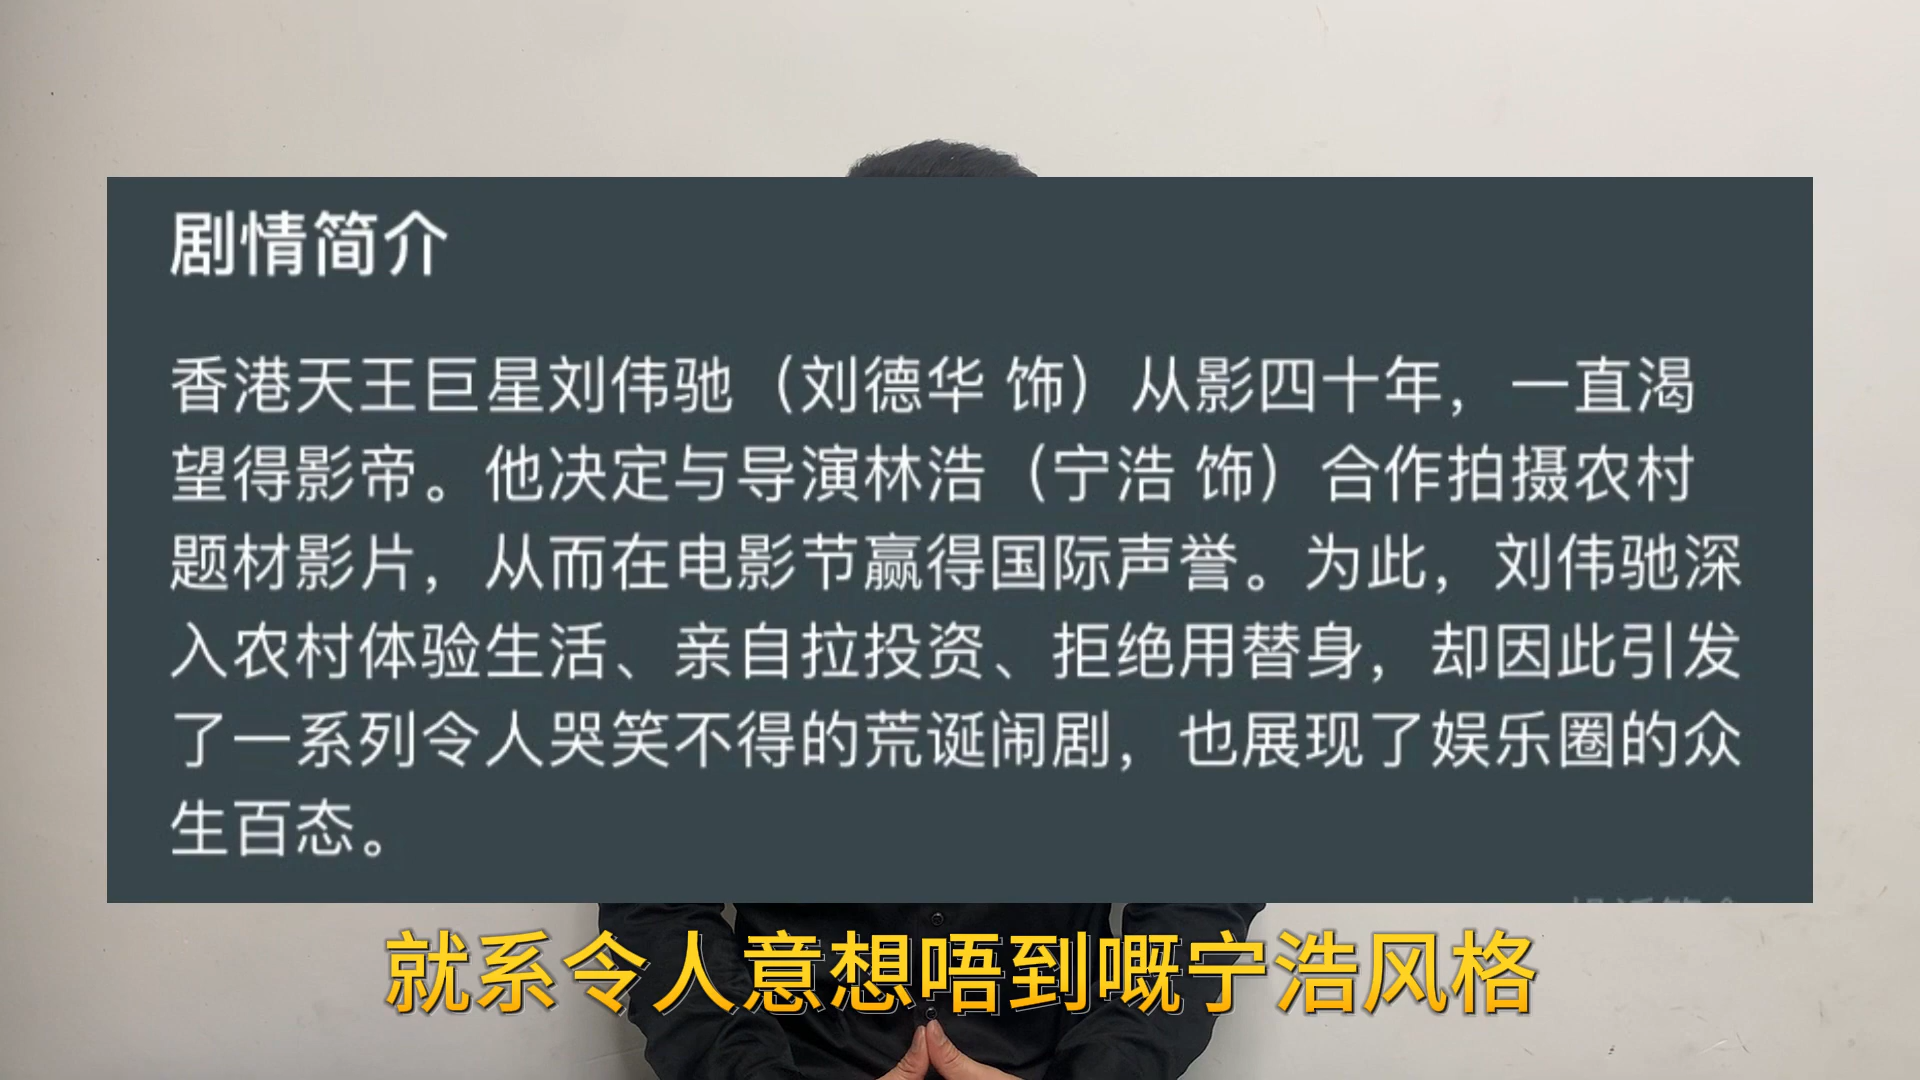 剧情简介
香港天王巨星刘伟驰（刘德华 饰）从影四十年，一直渴
望得影帝。他决定与导演林浩（宁浩 饰）合作拍摄农村
题材影片，从而在电影节赢得国际声誉。为此，刘伟驰深
入农村体验生活、亲自拉投资、拒绝用替身，却因此引发
了一系列令人哭笑不得的荒诞闹剧，也展现了娱乐圈的众
生百态。
就系令人意想唔到嘅宁浩风格